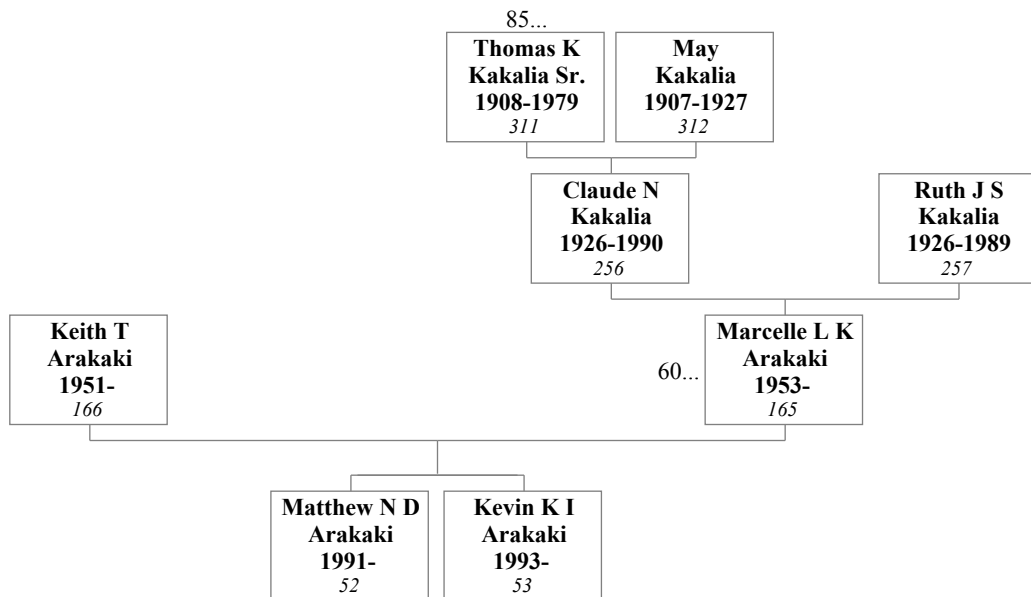 85...
Thomas K
Kakalia Sr.
1908-1979
311
May
Kakalia
1907-1927
312
Claude N
Kakalia
1926-1990
256
Ruth J S
Kakalia
1926-1989
257
Keith T
Arakaki
1951-
166
60...
Marcelle L K
Arakaki
1953-
165
Matthew N D
Arakaki
1991-
52
Kevin K I
Arakaki
1993-
53